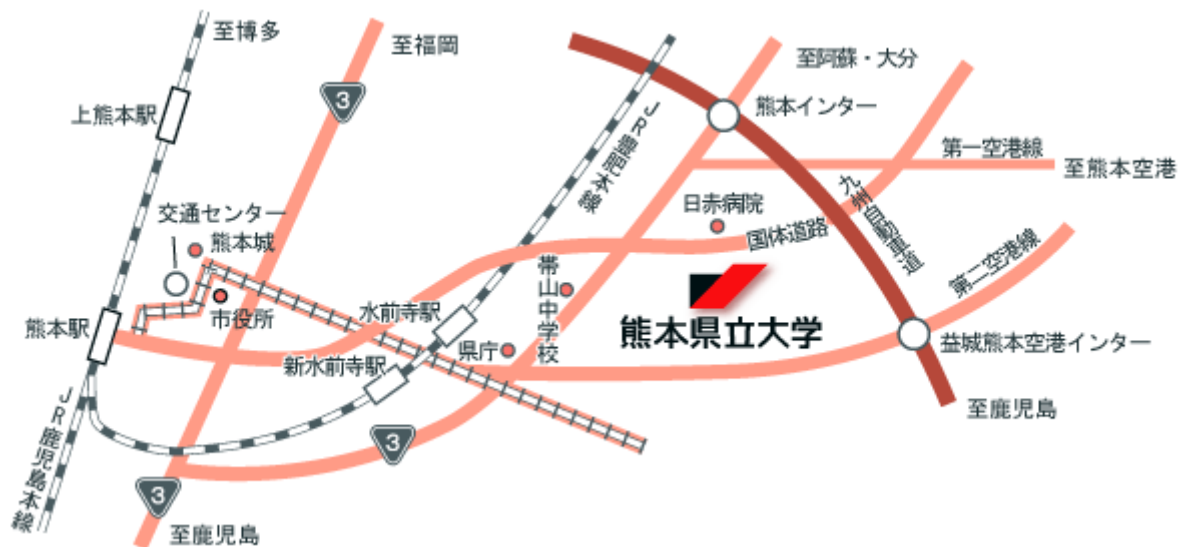 至博多
至福岡
至阿蘇・大分
上熊本駅
3
熊本インター
JR豊肥本線
第一空港線
至熊本空港
九州自動車道
日赤病院
交通センター
熊本城
国体道路
第二空港線
帯山中学校
市役所
水前寺駅
熊本駅
熊本県立大学
県庁
益城熊本空港インター
新水前寺駅
JR鹿児島本線
至鹿児島
3
3
至鹿児島